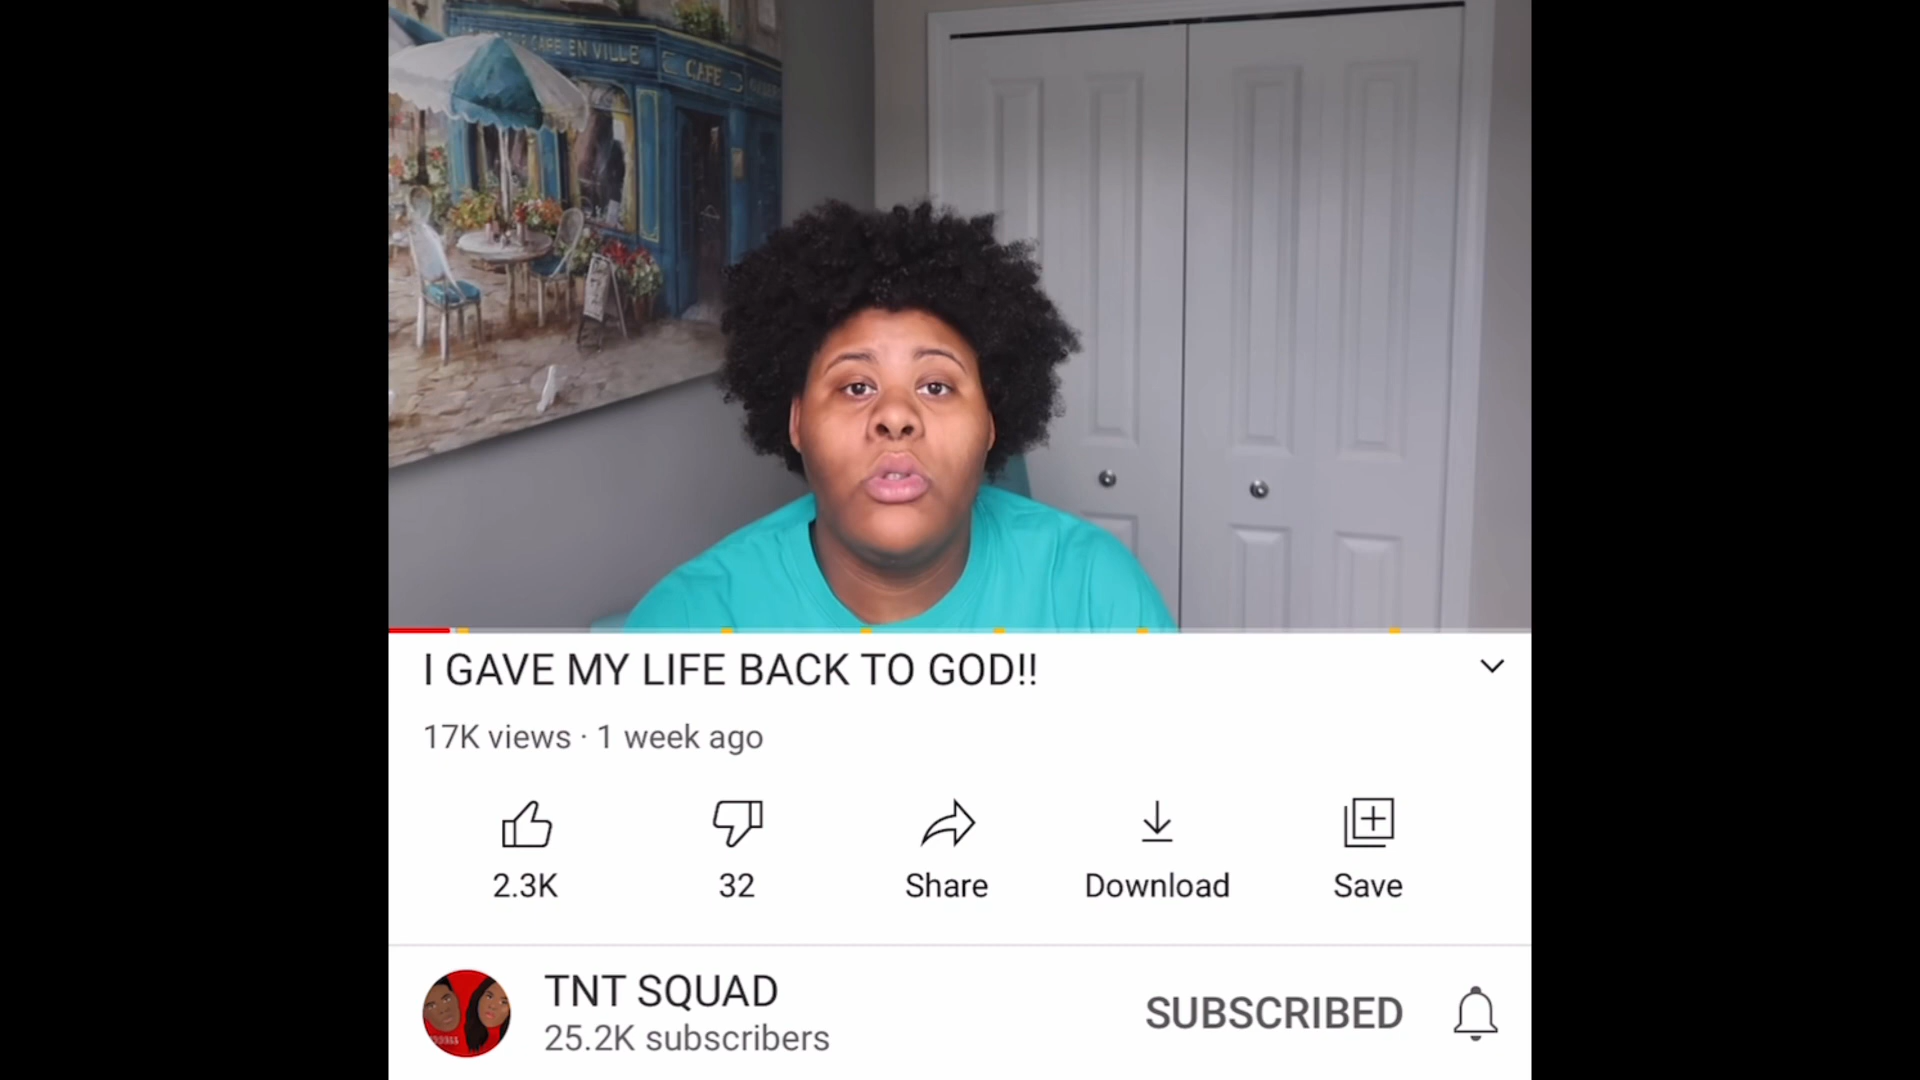 CAFE EN VILLE
CAFE
I GAVE MY LIFE BACK TO GOD!!
17K views · 1 week ago
2.3K
32
Share
Download
Save
TNT SQUAD
25.2K subscribers
SUBSCRIBED